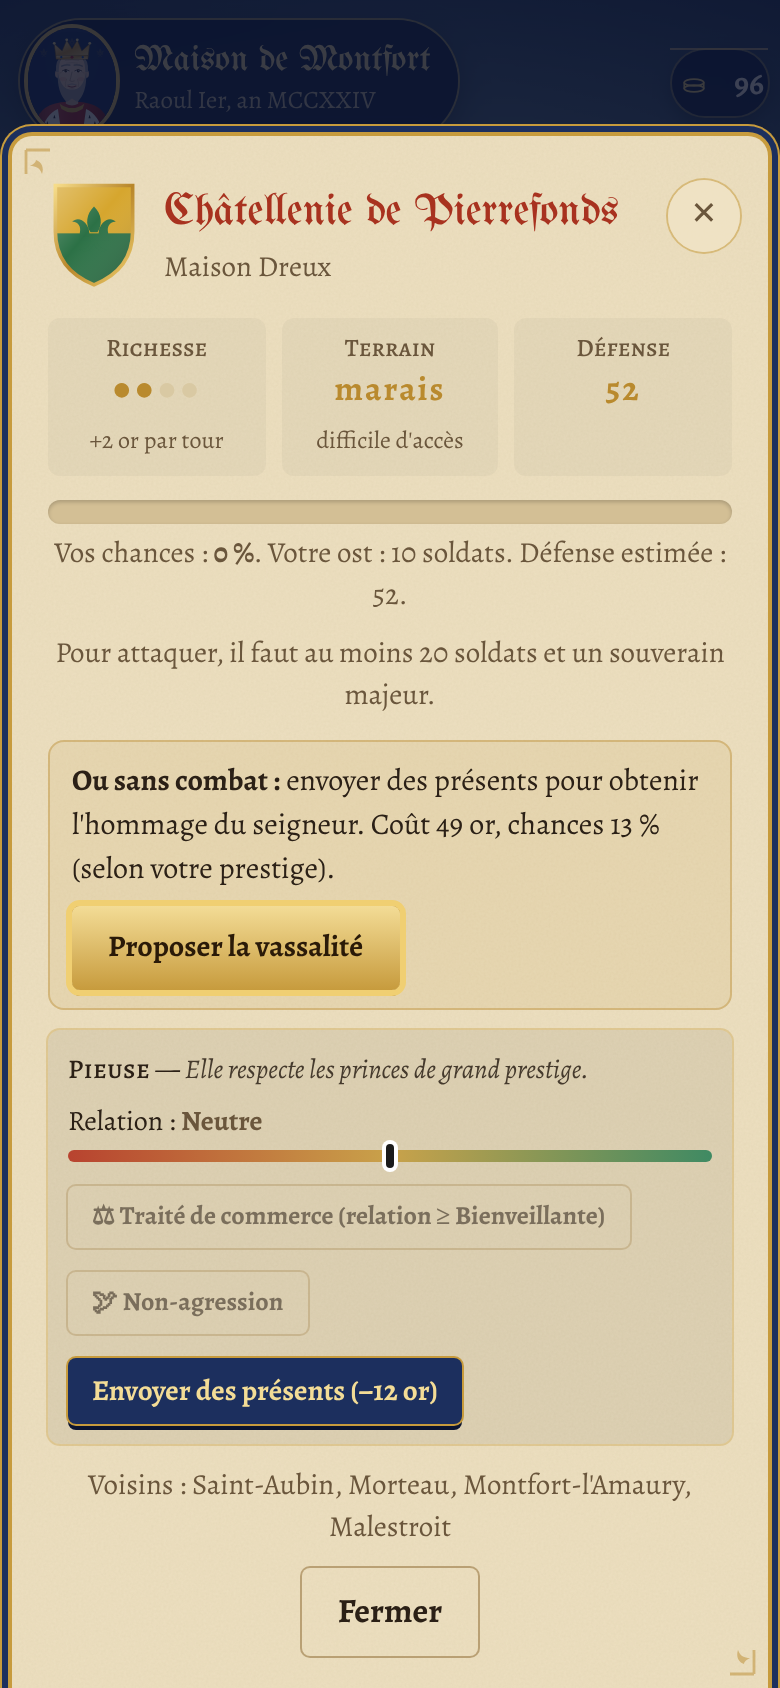 Maison de Montfort
Raoul Ier, an MCCXXIV
96
Châtellenie de Pierrefonds
Maison Dreux
×
Richesse
+2 or par tour
Terrain
marais
difficile d'accès
Défense
52
Vos chances : 0 %. Votre ost : 10 soldats. Défense estimée :
52.
Pour attaquer, il faut au moins 20 soldats et un souverain
majeur.
Ou sans combat : envoyer des présents pour obtenir
l'hommage du seigneur. Coût 49 or, chances 13 %
(selon votre prestige).
Proposer la vassalité
Pieuse — Elle respecte les princes de grand prestige.
Relation : Neutre
⚖ Traité de commerce (relation ≥ Bienveillante)
🕊 Non-agression
Envoyer des présents (−12 or)
Voisins : Saint-Aubin, Morteau, Montfort-l'Amaury,
Malestroit
Fermer